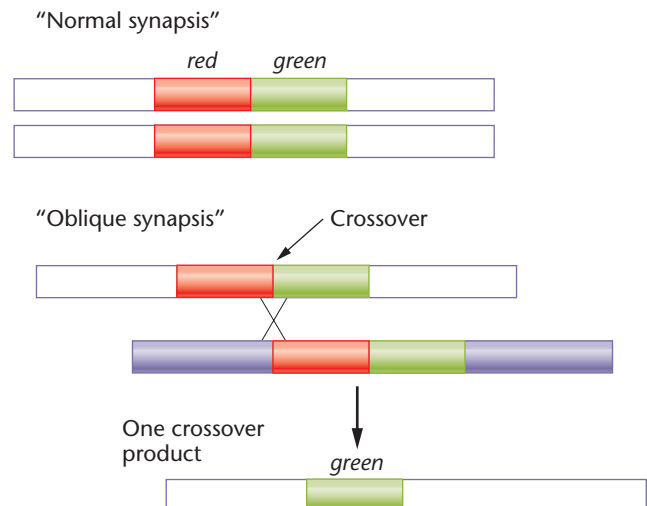 “Normal synapsis”
red green
“Oblique synapsis”
Crossover
One crossover
product
green